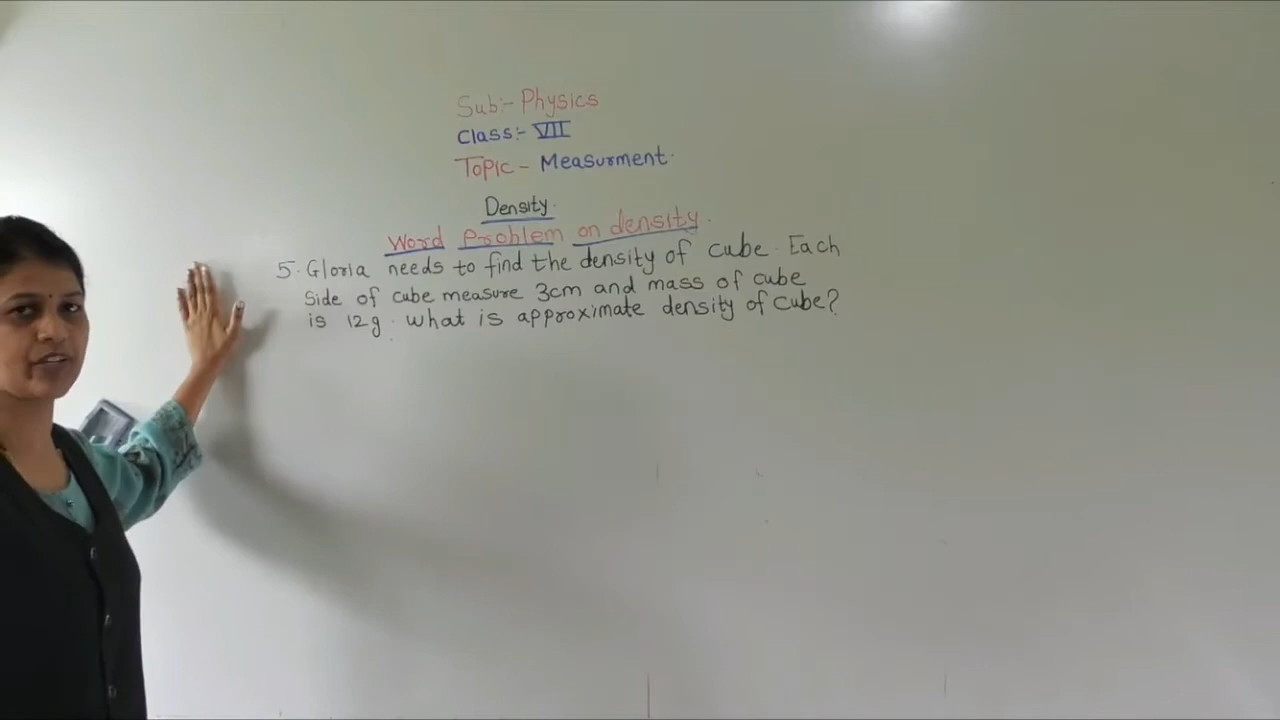 Sub:- Physics
Class:- VII
Topic - Measurment.
Density.
Word Problem on density.
5. Gloria needs to find the density of cube. Each
Side of cube measure 3cm and mass of cube
is 12g. what is approximate density of cube?